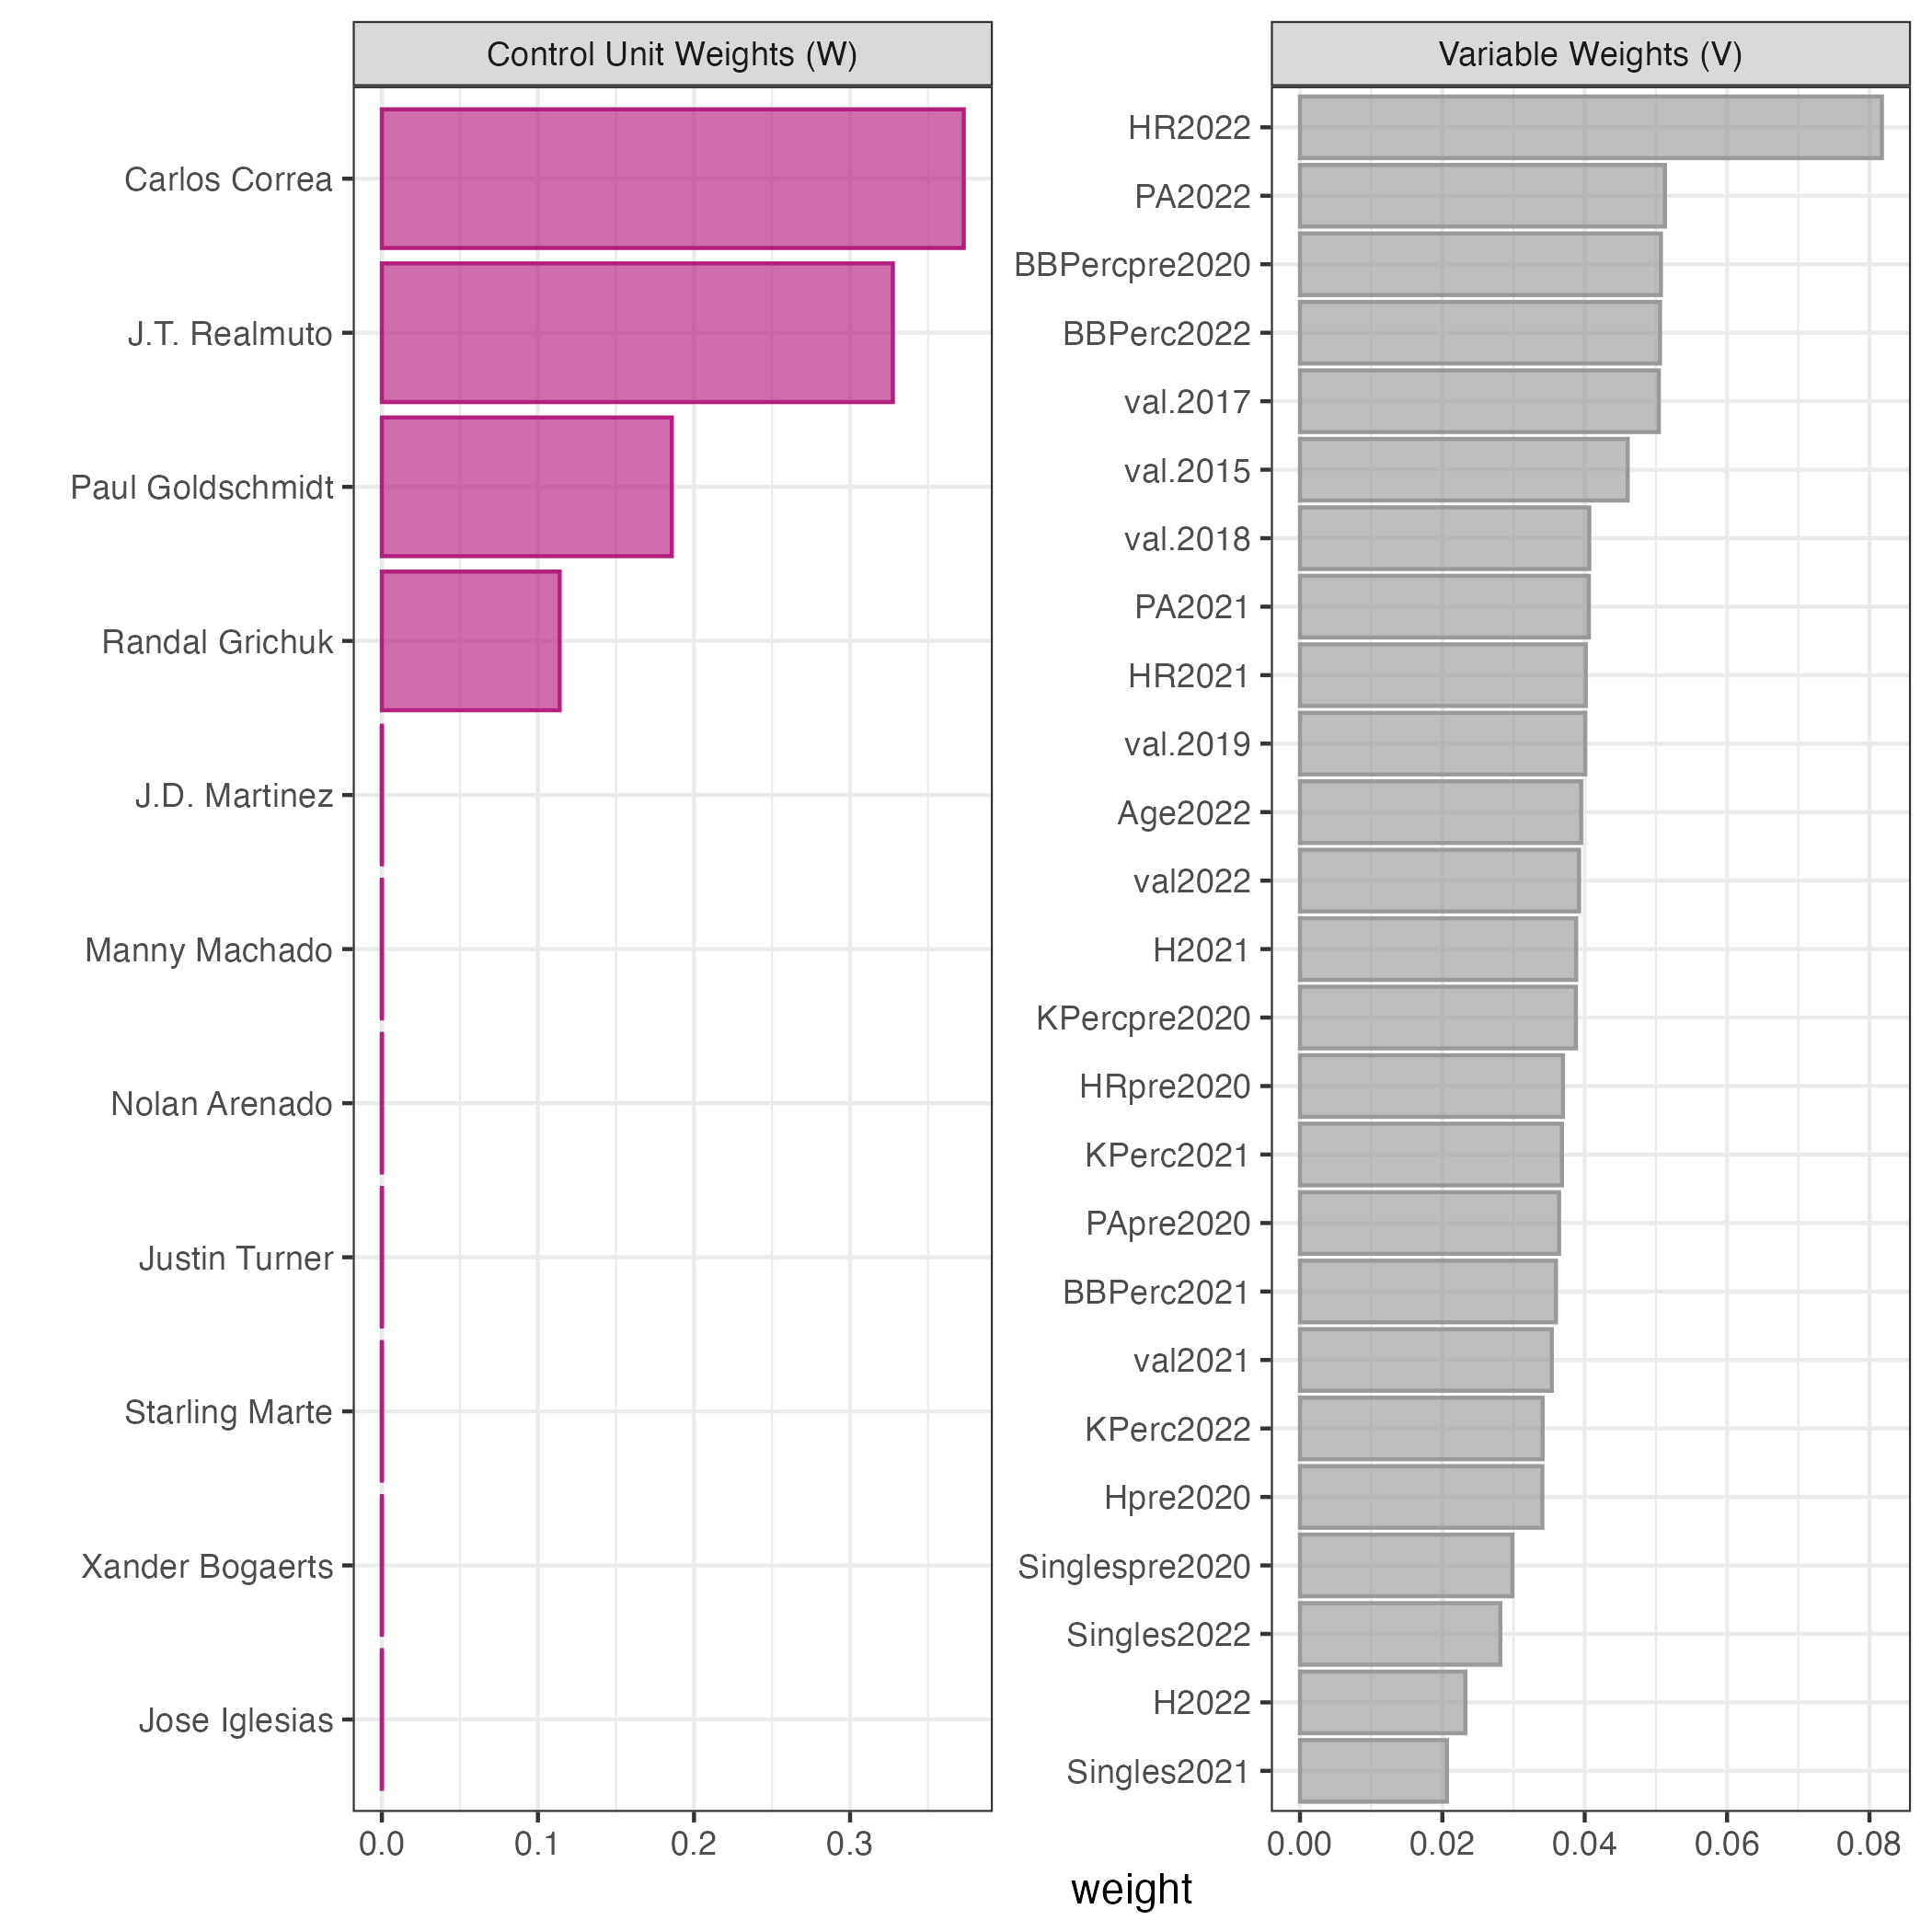 Control Unit Weights (W)
Carlos Correa
J.T. Realmuto
Paul Goldschmidt
Randal Grichuk
J.D. Martinez
Manny Machado
Nolan Arenado
Justin Turner
Starling Marte
Xander Bogaerts
Jose Iglesias
0.0 0.1 0.2 0.3
Variable Weights (V)
HR2022
PA2022
BBPercpre2020
BBPerc2022
val.2017
val.2015
val.2018
PA2021
HR2021
val.2019
Age2022
val2022
H2021
KPercpre2020
HRpre2020
KPerc2021
PApre2020
BBPerc2021
val2021
KPerc2022
Hpre2020
Singlespre2020
Singles2022
H2022
Singles2021
0.00 0.02 0.04 0.06 0.08
weight